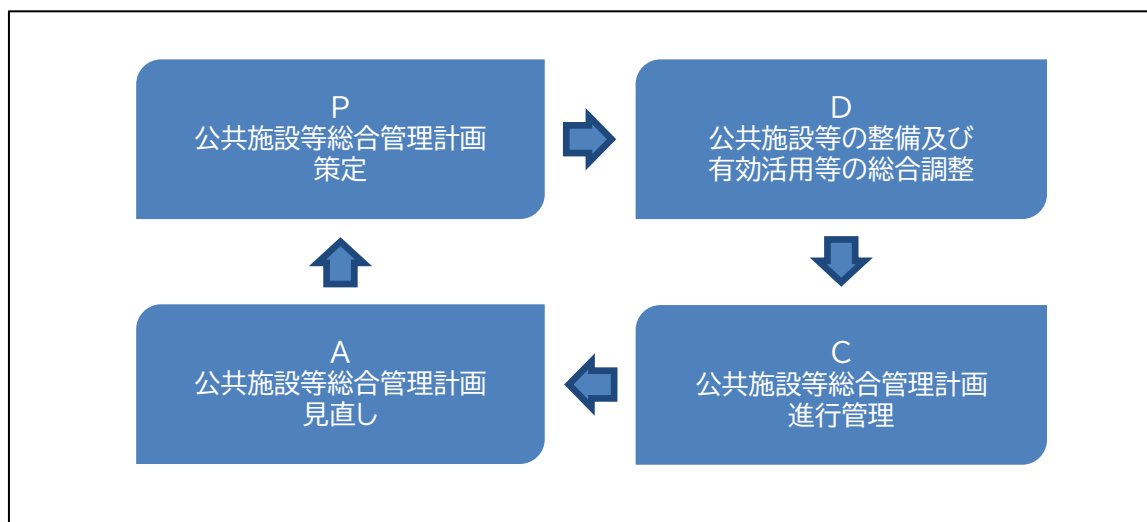 P
公共施設等総合管理計画
策定
D
公共施設等の整備及び
有効活用等の総合調整
C
公共施設等総合管理計画
進行管理
A
公共施設等総合管理計画
見直し